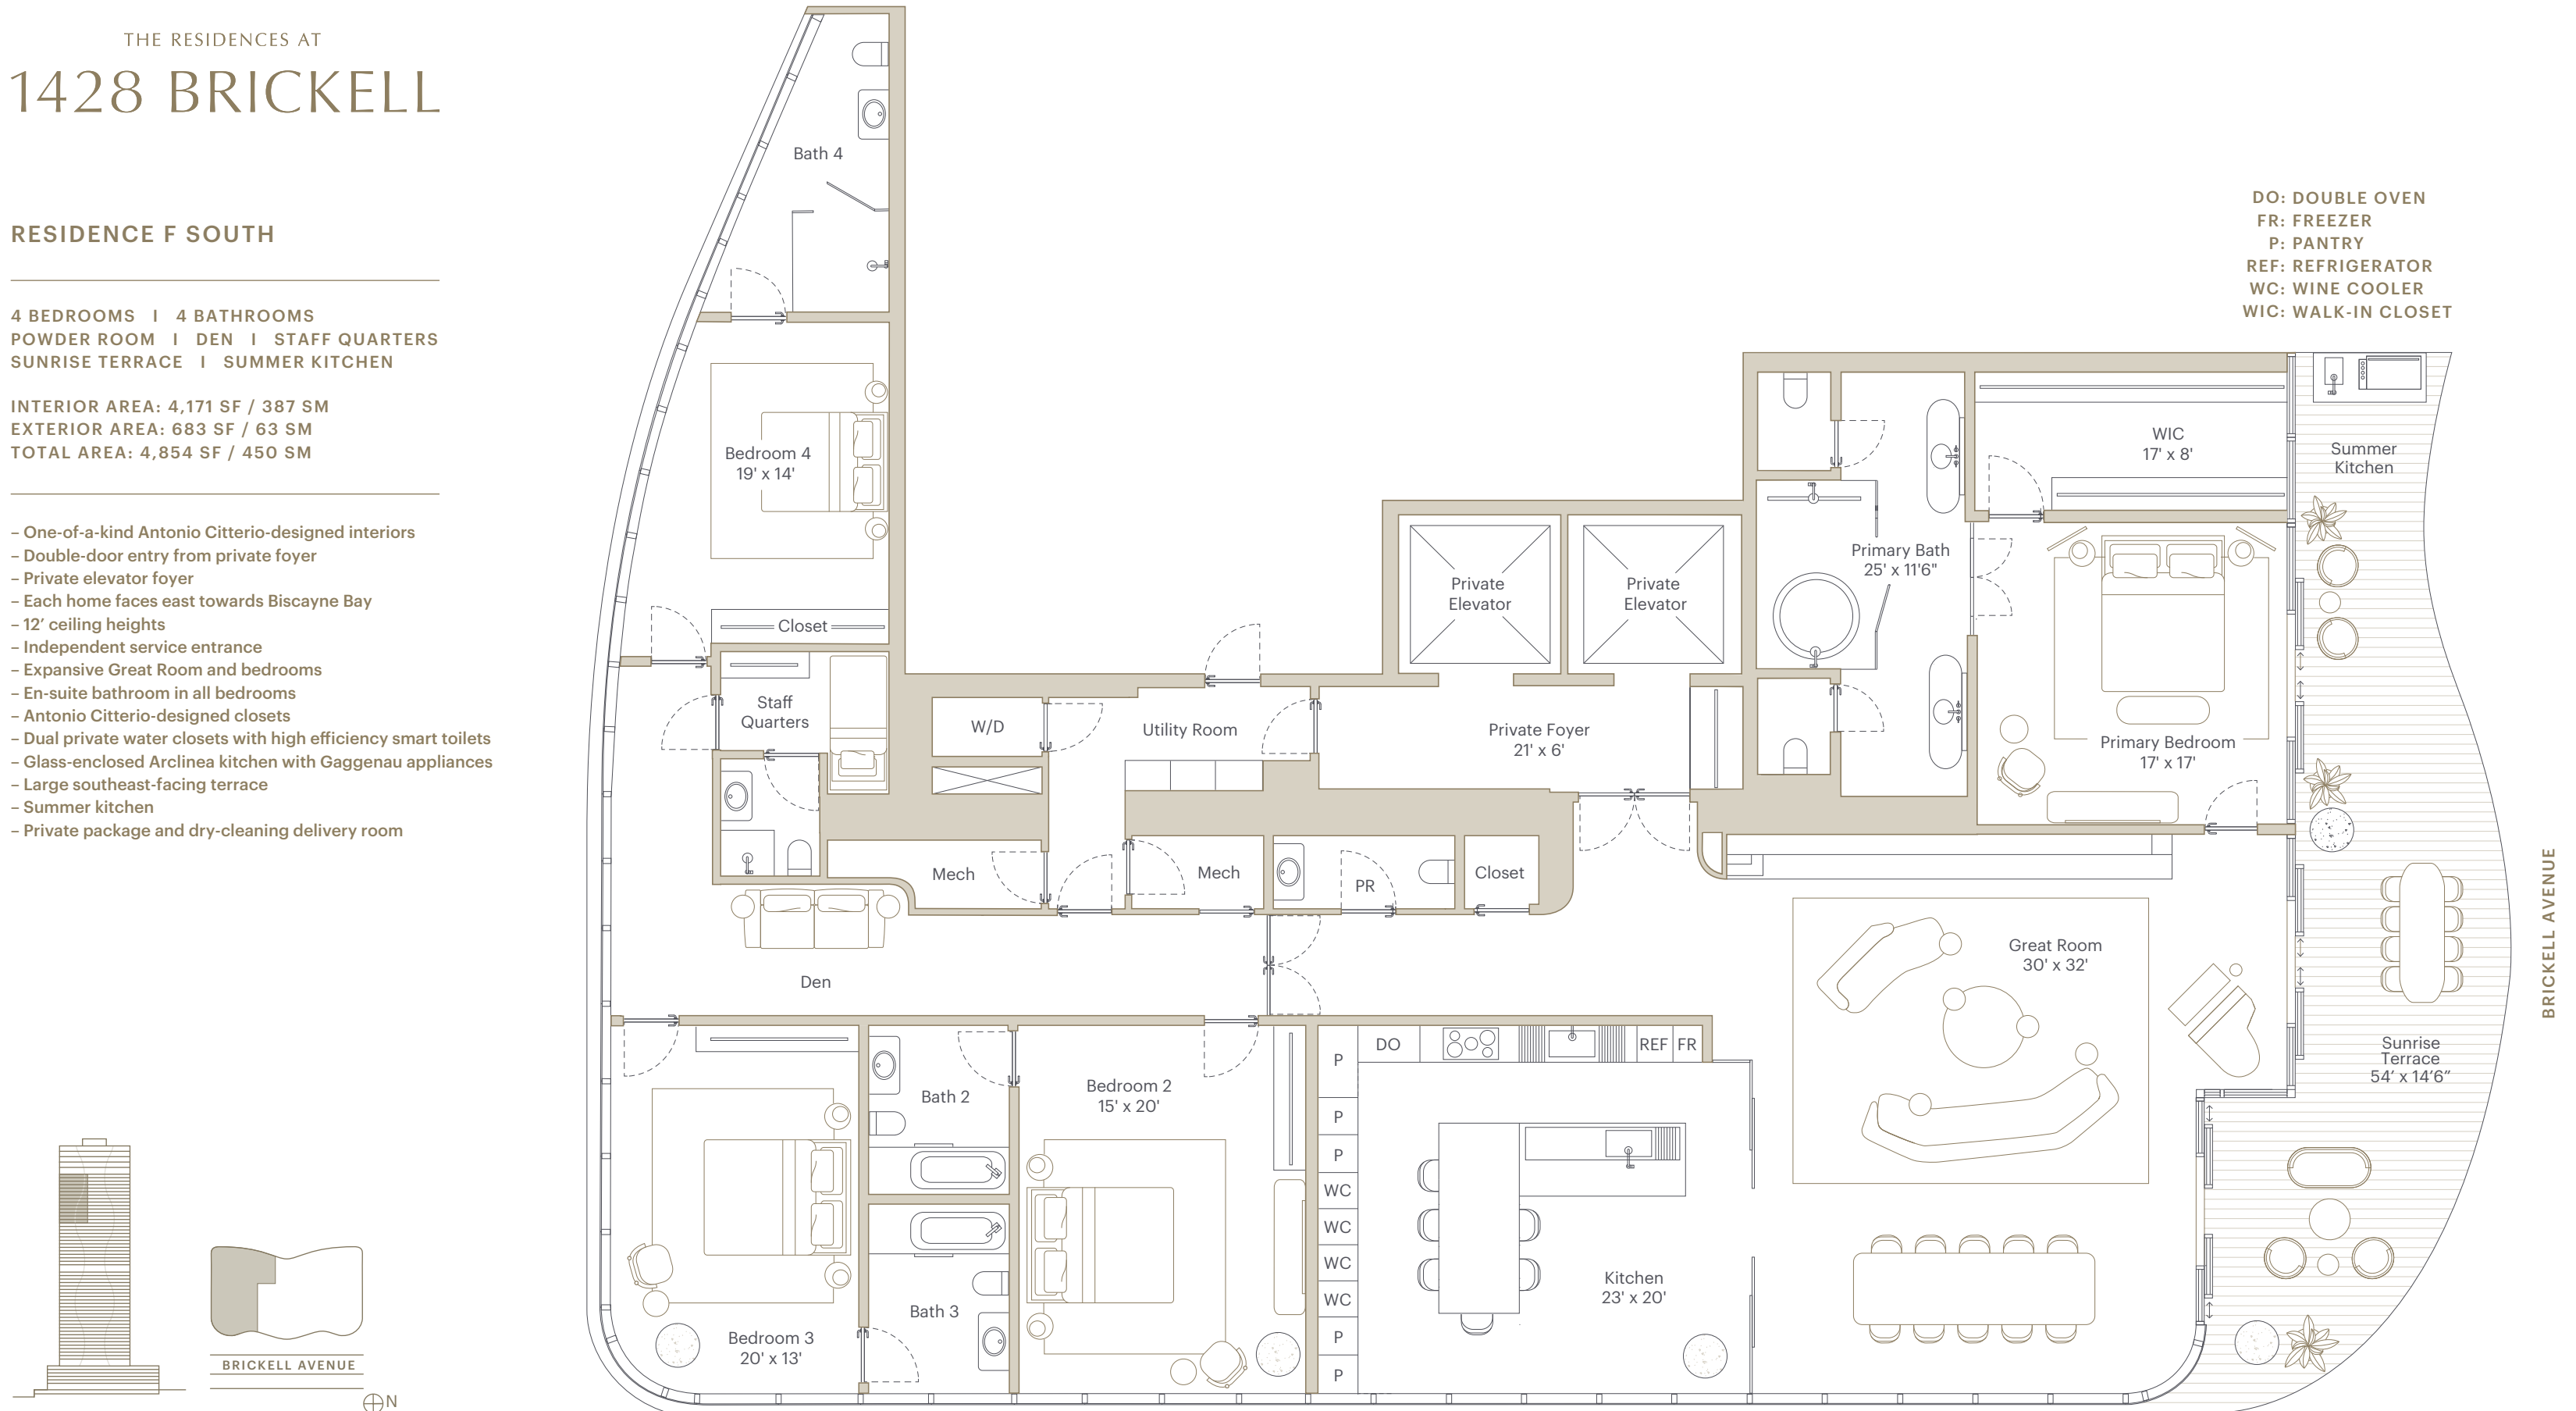 THE RESIDENCES AT
1428 BRICKELL
RESIDENCE F SOUTH
4 BEDROOMS I 4 BATHROOMS
POWDER ROOM I DEN I STAFF QUARTERS
SUNRISE TERRACE I SUMMER KITCHEN
INTERIOR AREA: 4,171 SF / 387 SM
EXTERIOR AREA: 683 SF / 63 SM
TOTAL AREA: 4,854 SF / 450 SM
– One-of-a-kind Antonio Citterio-designed interiors
– Double-door entry from private foyer
– Private elevator foyer
– Each home faces east towards Biscayne Bay
– 12’ ceiling heights
– Independent service entrance
– Expansive Great Room and bedrooms
– En-suite bathroom in all bedrooms
– Antonio Citterio-designed closets
– Dual private water closets with high efficiency smart toilets
– Glass-enclosed Arclinea kitchen with Gaggenau appliances
– Large southeast-facing terrace
– Summer kitchen
– Private package and dry-cleaning delivery room
BRICKELL AVENUE
N
DO: DOUBLE OVEN
FR: FREEZER
P: PANTRY
REF: REFRIGERATOR
WC: WINE COOLER
WIC: WALK-IN CLOSET
Bath 4
Bedroom 4
19' x 14'
Closet
Staff
Quarters
W/D
Utility Room
Private
Elevator
Private
Elevator
Private Foyer
21' x 6'
Primary Bath
25' x 11'6"
WIC
17' x 8'
Summer
Kitchen
Primary Bedroom
17' x 17'
Mech
Mech
PR
Closet
Den
Great Room
30' x 32'
Sunrise
Terrace
54’ x 14’6”
BRICKELL AVENUE
Bath 2
Bedroom 2
15' x 20'
Bath 3
Bedroom 3
20' x 13'
DO
REF
FR
P
P
P
WC
WC
WC
WC
P
P
Kitchen
23' x 20'